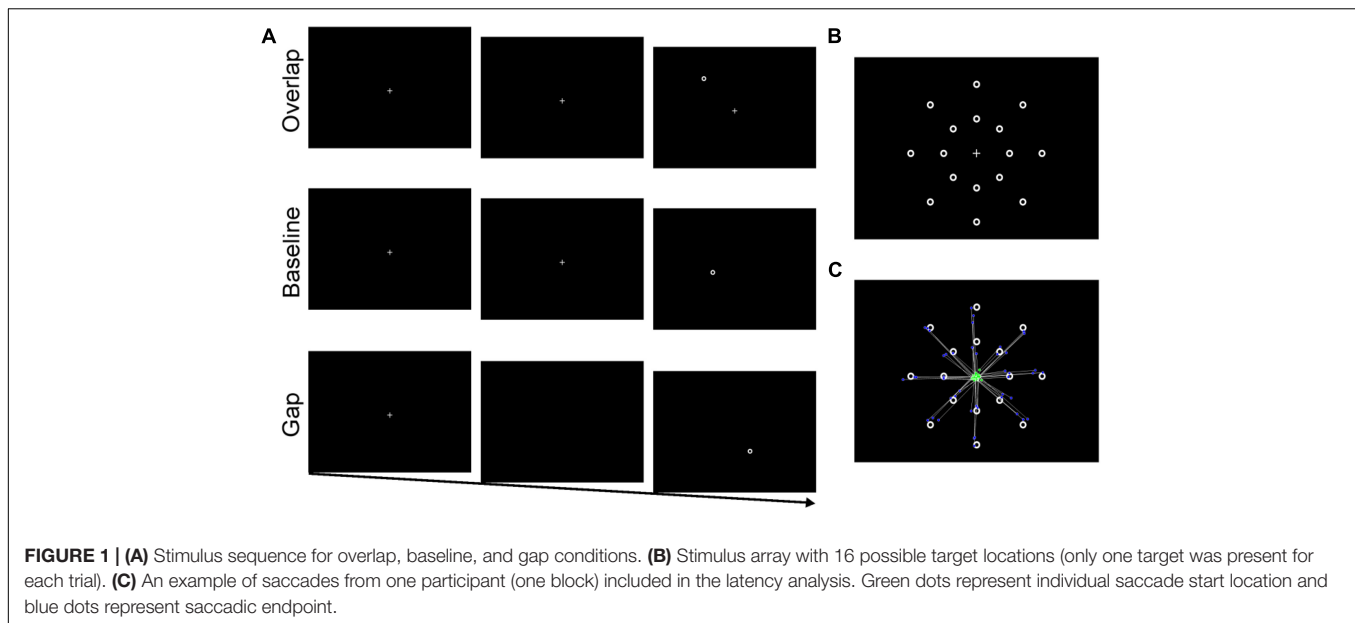 A
B
Overlap
Baseline
C
Gap
FIGURE 1 | (A) Stimulus sequence for overlap, baseline, and gap conditions. (B) Stimulus array with 16 possible target locations (only one target was present for
each trial). (C) An example of saccades from one participant (one block) included in the latency analysis. Green dots represent individual saccade start location and
blue dots represent saccadic endpoint.